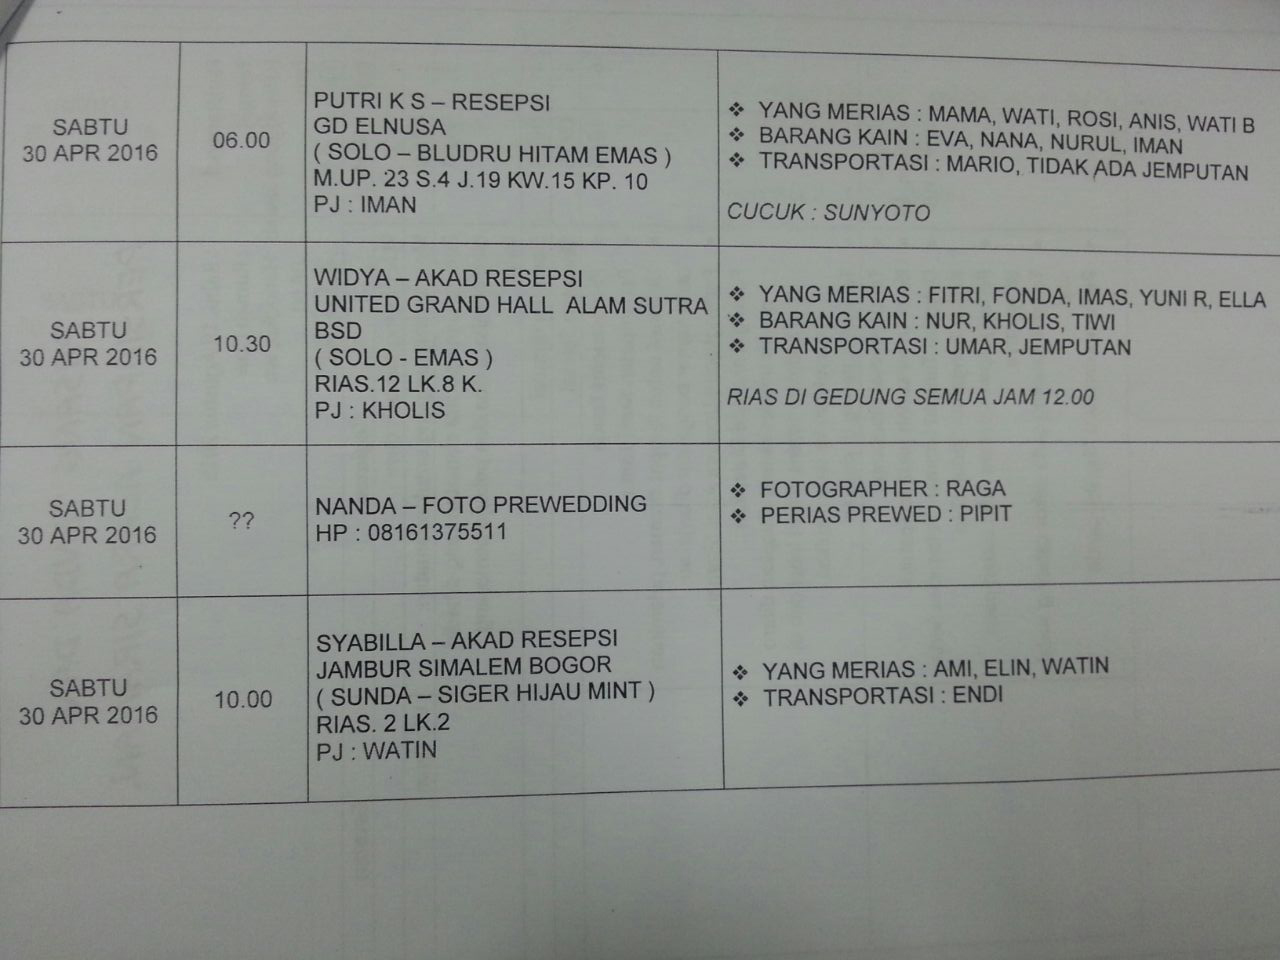 SABTU
30 APR 2016
06.00
PUTRI K S – RESEPSI
GD ELNUSA
( SOLO – BLUDRU HITAM EMAS )
M.UP. 23 S.4 J.19 KW.15 KP. 10
PJ : IMAN
❖ YANG MERIAS : MAMA, WATI, ROSI, ANIS, WATI B
❖ BARANG KAIN : EVA, NANA, NURUL, IMAN
❖ TRANSPORTASI : MARIO, TIDAK ADA JEMPUTAN
CUCUK : SUNYOTO
SABTU
30 APR 2016
10.30
WIDYA – AKAD RESEPSI
UNITED GRAND HALL ALAM SUTRA
BSD
( SOLO - EMAS )
RIAS.12 LK.8 K.
PJ : KHOLIS
❖ YANG MERIAS : FITRI, FONDA, IMAS, YUNI R, ELLA
❖ BARANG KAIN : NUR, KHOLIS, TIWI
❖ TRANSPORTASI : UMAR, JEMPUTAN
RIAS DI GEDUNG SEMUA JAM 12.00
SABTU
30 APR 2016
??
NANDA – FOTO PREWEDDING
HP : 08161375511
❖ FOTOGRAPHER : RAGA
❖ PERIAS PREWED : PIPIT
SABTU
30 APR 2016
10.00
SYABILLA – AKAD RESEPSI
JAMBUR SIMALEM BOGOR
( SUNDA – SIGER HIJAU MINT )
RIAS. 2 LK.2
PJ : WATIN
❖ YANG MERIAS : AMI, ELIN, WATIN
❖ TRANSPORTASI : ENDI